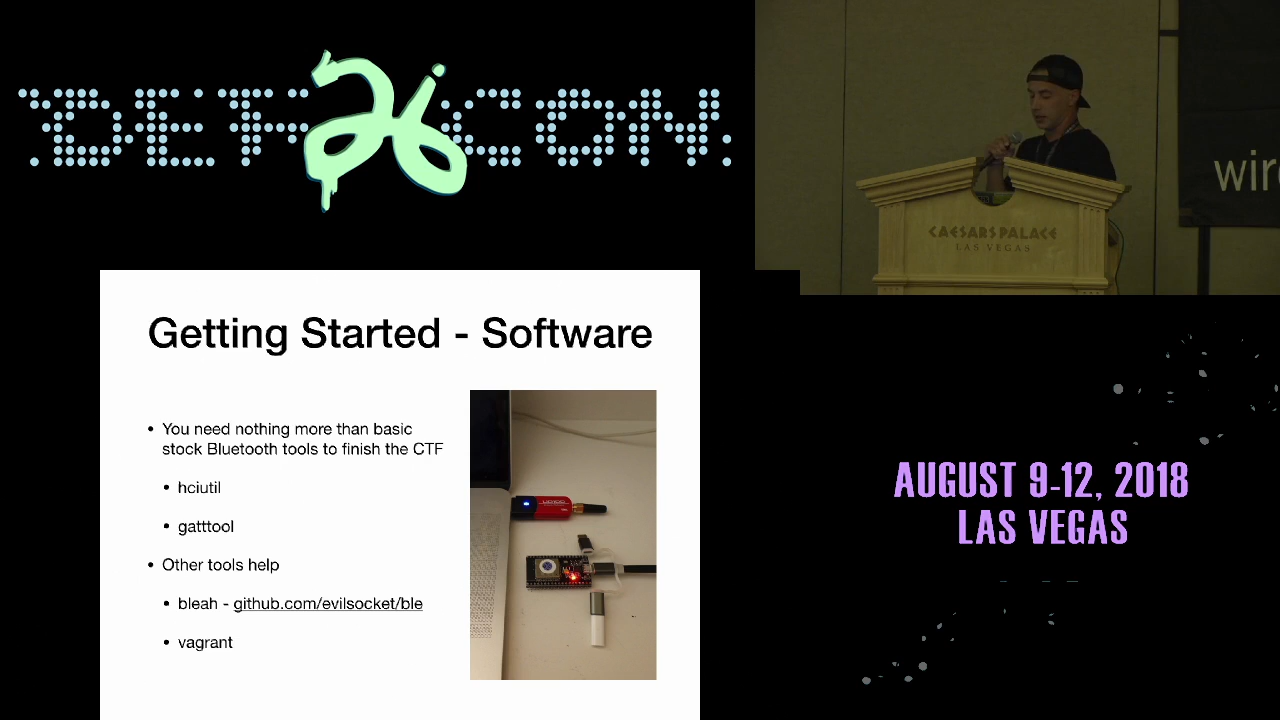 DEF CON 26
CAESARS PALACE
LAS VEGAS
wir
Getting Started - Software
• You need nothing more than basic
stock Bluetooth tools to finish the CTF
• hciutil
• gatttool
• Other tools help
• bleah - github.com/evilsocket/ble
• vagrant
AUGUST 9-12, 2018
LAS VEGAS